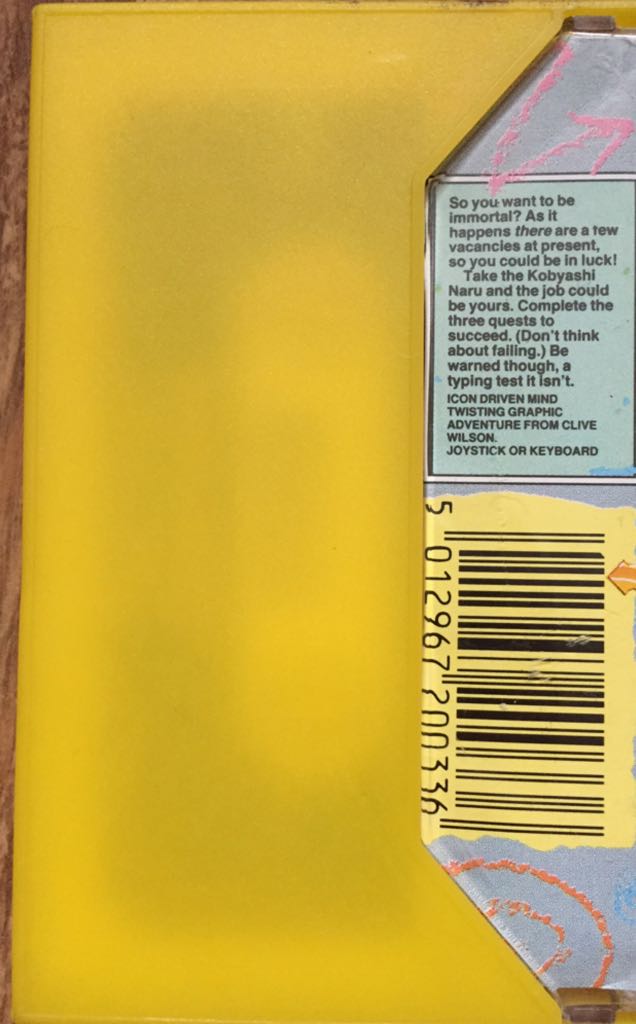 So you want to be
immortal? As it
happens there are a few
vacancies at present,
so you could be in luck!
Take the Kobyashi
Naru and the job could
be yours. Complete the
three quests to
succeed. (Don't think
about failing.) Be
warned though, a
typing test it isn't.
ICON DRIVEN MIND
TWISTING GRAPHIC
ADVENTURE FROM CLIVE
WILSON.
JOYSTICK OR KEYBOARD
5 012967 200336